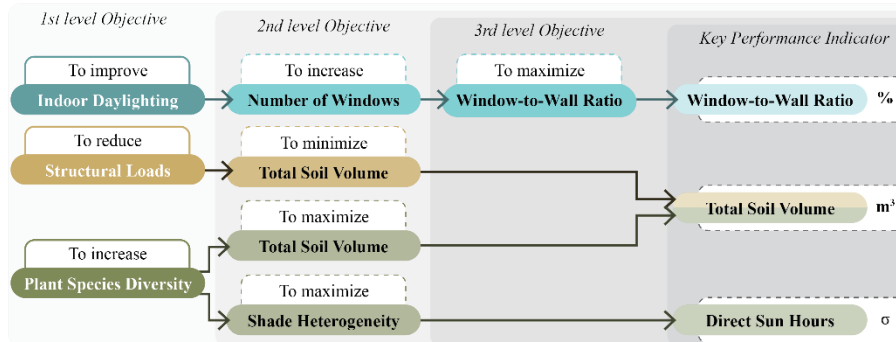 1st level Objective
2nd level Objective
3rd level Objective
Key Performance Indicator
To improve
Indoor Daylighting
To increase
Number of Windows
To maximize
Window-to-Wall Ratio
Window-to-Wall Ratio
%
To reduce
Structural Loads
To minimize
Total Soil Volume
Total Soil Volume
m³
To increase
Plant Species Diversity
To maximize
Total Soil Volume
To maximize
Shade Heterogeneity
Direct Sun Hours
σ